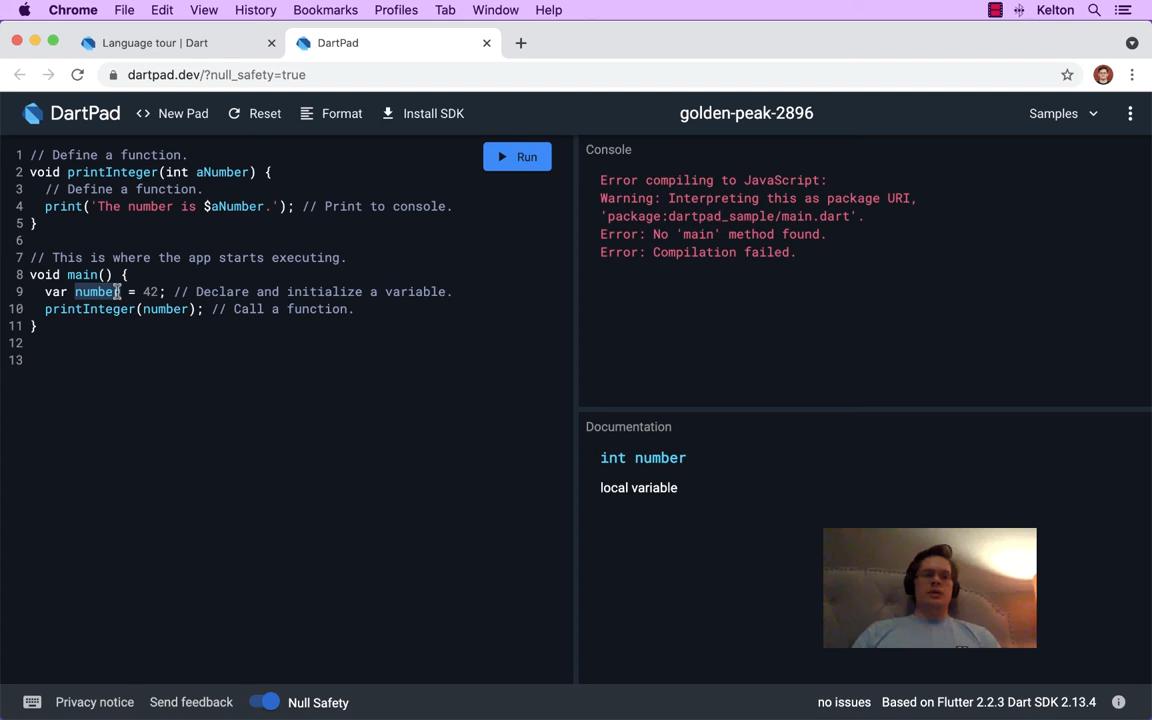 Chrome File Edit View History Bookmarks Profiles Tab Window Help Kelton
Language tour | Dart
DartPad
dartpad.dev/?null_safety=true
DartPad
New Pad
Reset
Format
Install SDK
golden-peak-2896
Samples
1 // Define a function.
2 void printInteger(int aNumber) {
3 // Define a function.
4 print('The number is $aNumber.'); // Print to console.
5 }
6
7 // This is where the app starts executing.
8 void main() {
9 var number = 42; // Declare and initialize a variable.
10 printInteger(number); // Call a function.
11 }
12
13
Run
Console
Error compiling to JavaScript:
Warning: Interpreting this as package URI,
'package:dartpad_sample/main.dart'.
Error: No 'main' method found.
Error: Compilation failed.
Documentation
int number
local variable
Privacy notice
Send feedback
Null Safety
no issues
Based on Flutter 2.2.3 Dart SDK 2.13.4